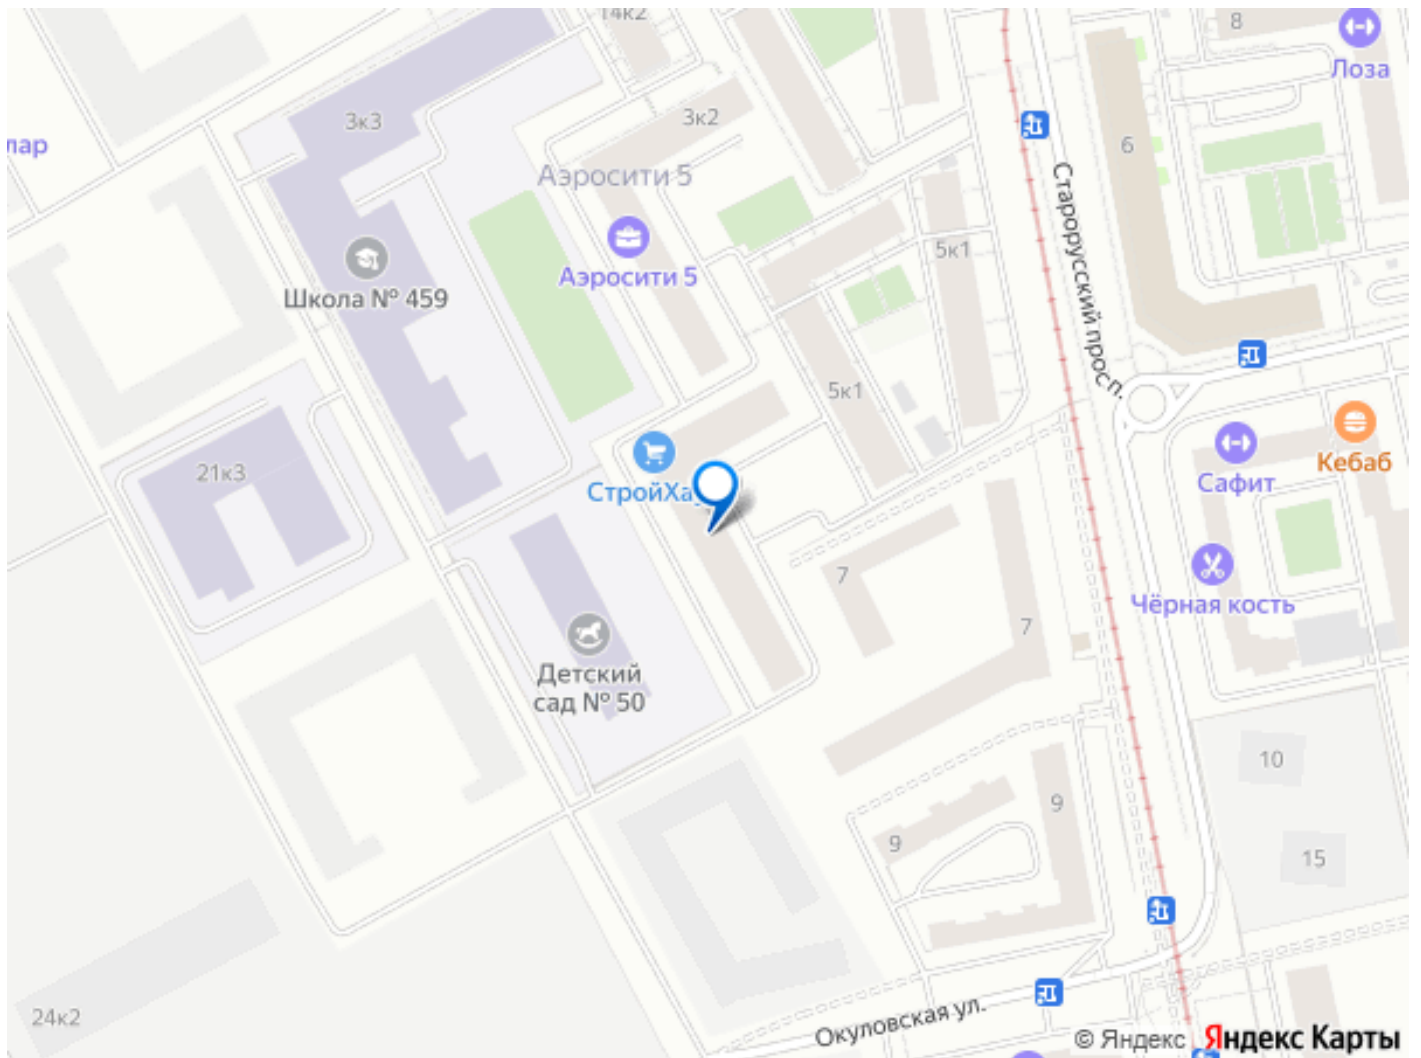 14к2
8
Лоза
3к3
3к2
лар
6
Аэросити 5
Старорусский просп.
5к1
Аэросити 5
Школа № 459
5к1
21к3
СтройХа
Сафит
Кебаб
7
Чёрная кость
7
Детский
сад № 50
10
9
9
15
24к2
Окуловская ул.
© Яндекс Яндекс Карты